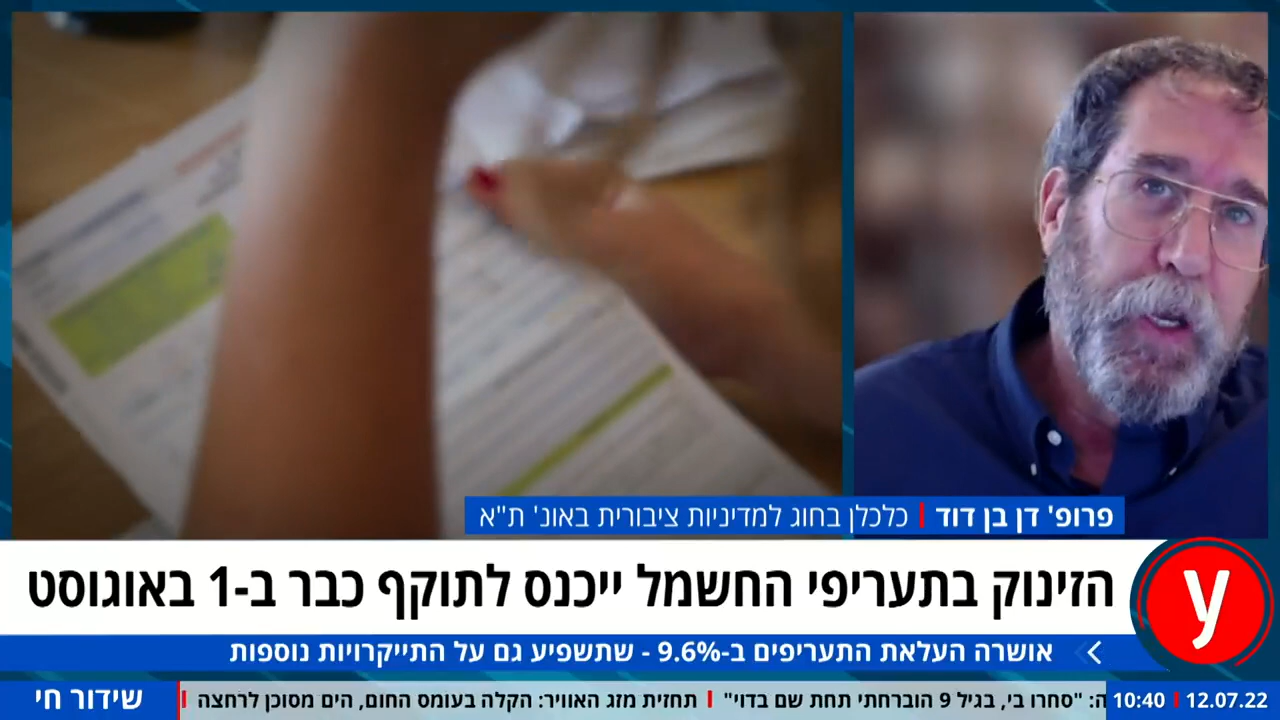 פרופ' דן בן דוד | כלכלן בחוג למדיניות ציבורית באונ' ת"א
הזינוק בתעריפי החשמל ייכנס לתוקף כבר ב-1 באוגוסט
אושרה העלאת התעריפים ב-9.6% - שתשפיע גם על התייקרויות נוספות
y
12.07.22 | 10:40
ה: "סחרו בי, בגיל 9 הוברחתי תחת שם בדוי" | תחזית מזג האוויר: הקלה בעומס החום, הים מסוכן לרחצה
שידור חי